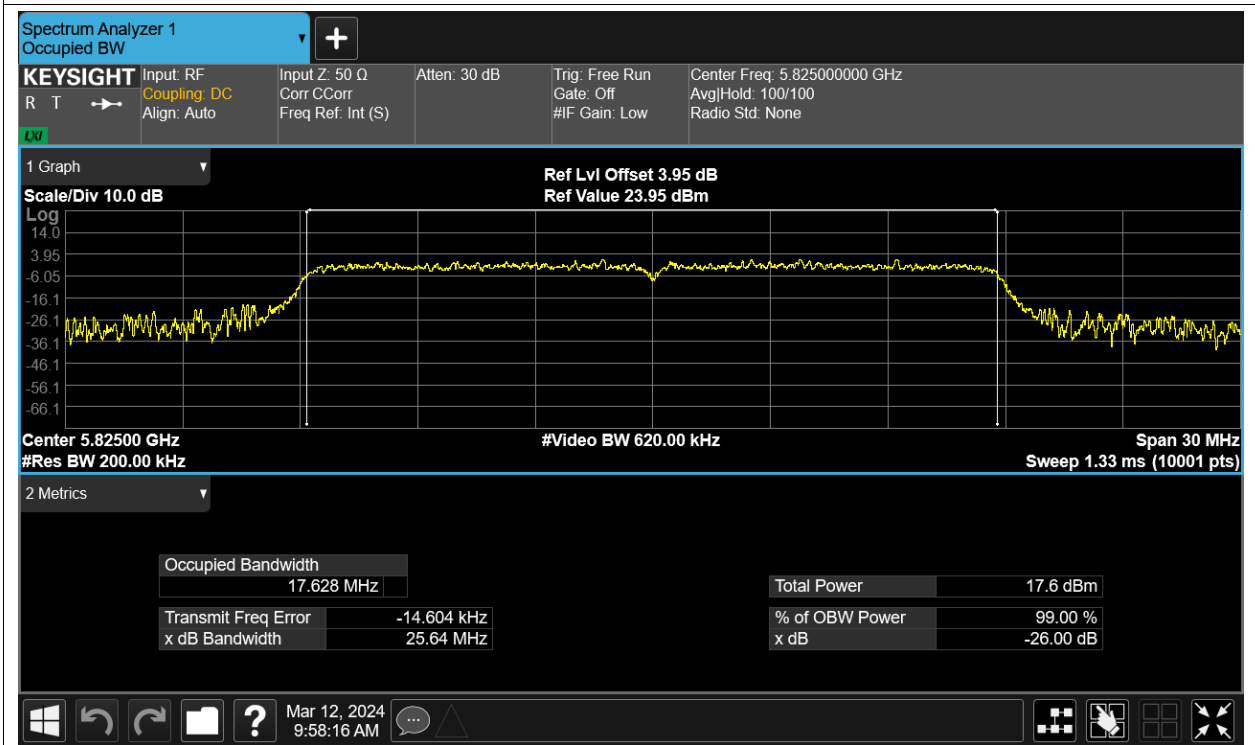 Spectrum Analyzer 1
Occupied BW
KEYSIGHT
R T
LXI
Input: RF
Coupling: DC
Align: Auto
Input Z: 50 Ω
Corr CCorr
Freq Ref: Int (S)
Atten: 30 dB
Trig: Free Run
Gate: Off
#IF Gain: Low
Center Freq: 5.825000000 GHz
Avg|Hold: 100/100
Radio Std: None
1 Graph
Scale/Div 10.0 dB
Ref Lvl Offset 3.95 dB
Ref Value 23.95 dBm
Log
14.0
3.95
-6.05
-16.1
-26.1
-36.1
-46.1
-56.1
-66.1
Center 5.82500 GHz
#Res BW 200.00 kHz
#Video BW 620.00 kHz
Span 30 MHz
Sweep 1.33 ms (10001 pts)
2 Metrics
Occupied Bandwidth
17.628 MHz
Transmit Freq Error -14.604 kHz
x dB Bandwidth 25.64 MHz
Total Power 17.6 dBm
% of OBW Power 99.00 %
x dB -26.00 dB
?
Mar 12, 2024
9:58:16 AM